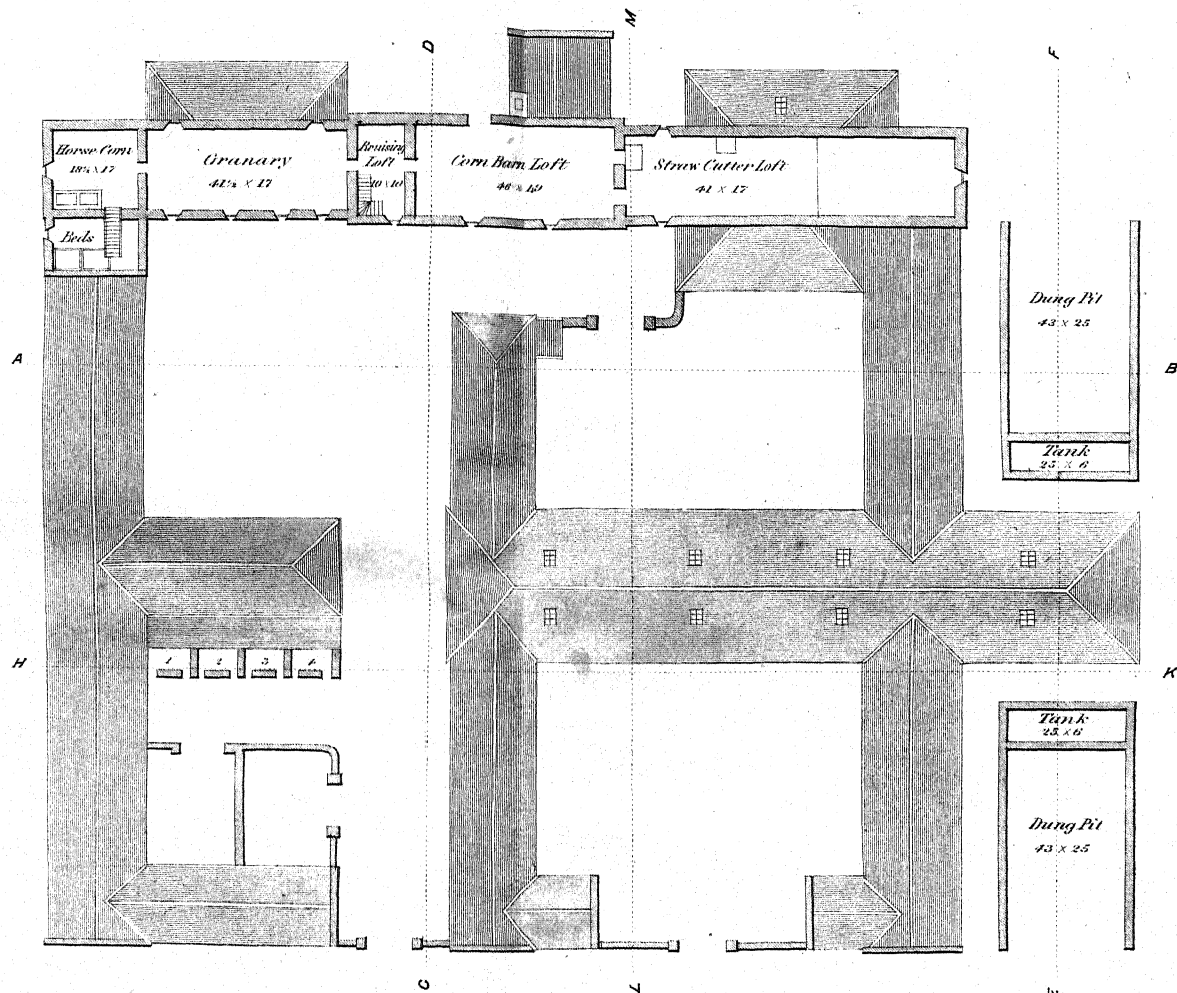 D
M
F
Horse Corn
18½ × 17
Granary
41½ × 17
Bruising
Loft
10 × 10
Corn Barn Loft
Straw Cutter Loft
41 × 17
Beds
Dung Pit
43 × 25
A
B
Tank
25 × 6
H
1
2
3
4
K
Tank
25 × 6
Dung Pit
43 × 25
C
L